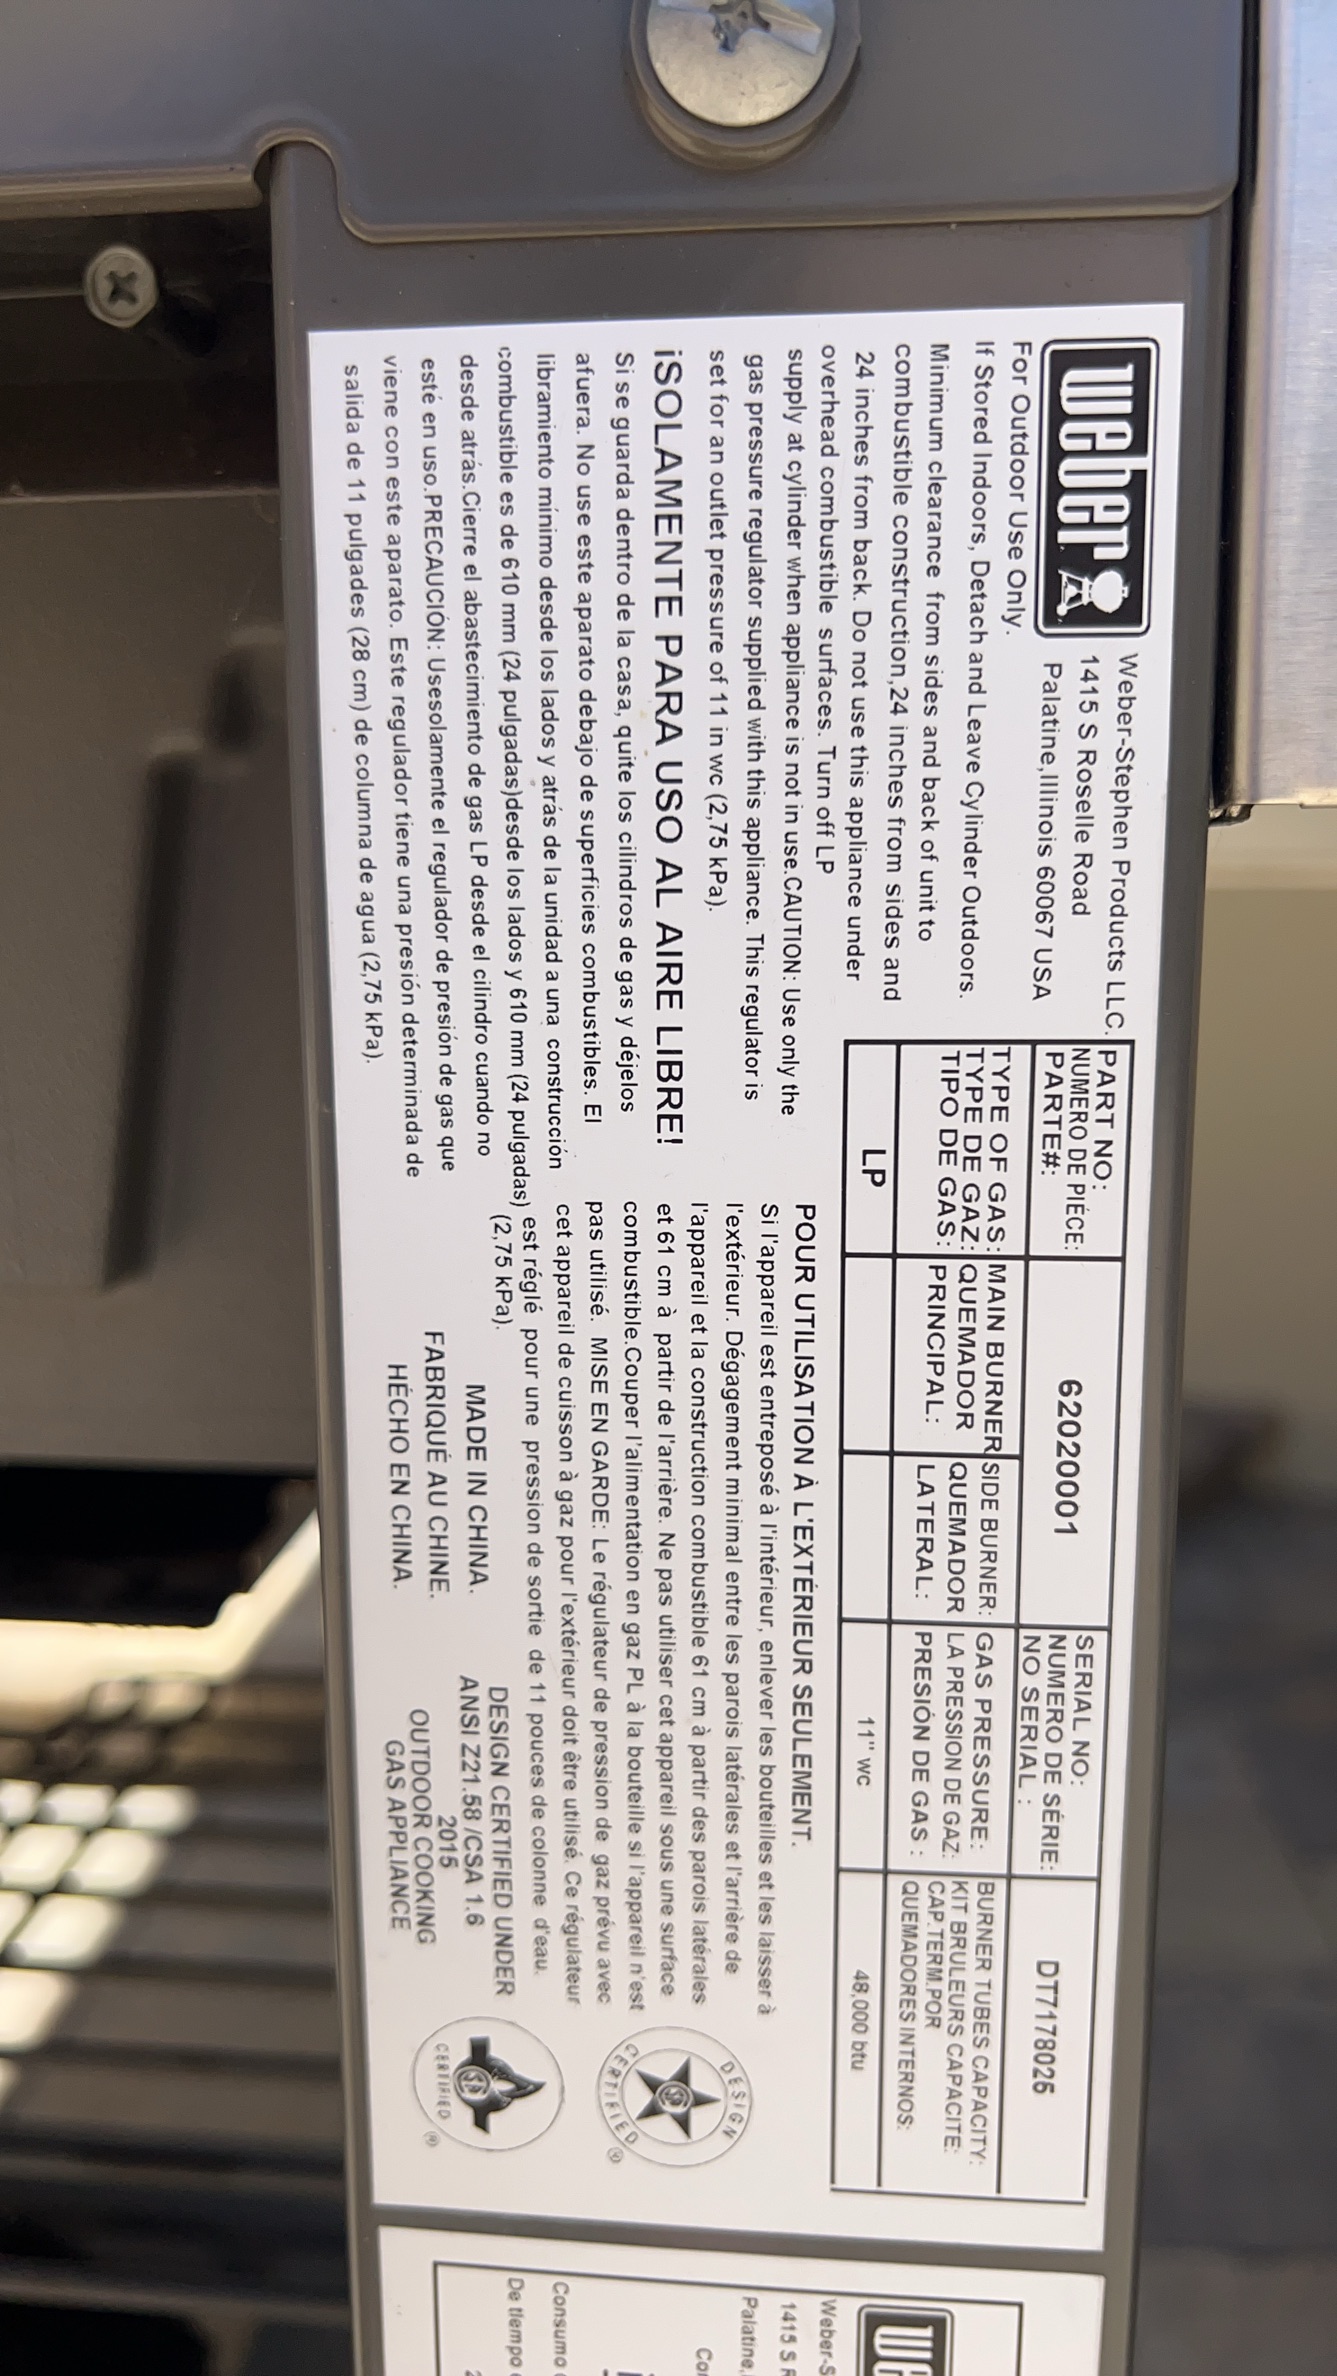 weber
Weber-Stephen Products LLC.
1415 S Roselle Road
Palatine,Illinois 60067 USA
For Outdoor Use Only.
If Stored Indoors, Detach and Leave Cylinder Outdoors.
Minimum clearance from sides and back of unit to
combustible construction,24 inches from sides and
24 inches from back. Do not use this appliance under
overhead combustible surfaces. Turn off LP
supply at cylinder when appliance is not in use.CAUTION: Use only the
gas pressure regulator supplied with this appliance. This regulator is
set for an outlet pressure of 11 in wc (2,75 kPa).
¡SOLAMENTE PARA USO AL AIRE LIBRE!
Si se guarda dentro de la casa, quite los cilindros de gas y déjelos
afuera. No use este aparato debajo de superficies combustibles. El
libramiento mínimo desde los lados y atrás de la unidad a una construcción
combustible es de 610 mm (24 pulgadas)desde los lados y 610 mm (24 pulgadas)
desde atrás.Cierre el abastecimiento de gas LP desde el cilindro cuando no
esté en uso.PRECAUCIÓN: Usesolamente el regulador de presión de gas que
viene con este aparato. Este regulador tiene una presión determinada de
salida de 11 pulgades (28 cm) de columna de agua (2,75 kPa).
PART NO:
NUMERO DE PIÉCE:
PARTE#:
62020001
SERIAL NO:
NUMERO DE SÉRIE:
NO SERIAL :
DT7178026
TYPE OF GAS:
TYPE DE GAZ:
TIPO DE GAS:
MAIN BURNER
QUEMADOR
PRINCIPAL:
SIDE BURNER:
QUEMADOR
LATERAL:
GAS PRESSURE:
LA PRESSION DE GAZ:
PRESIÓN DE GAS :
BURNER TUBES CAPACITY:
KIT BRULEURS CAPACITE:
CAP.TERM.POR
QUEMADORES INTERNOS:
LP
11" wc
48,000 btu
POUR UTILISATION À L'EXTÉRIEUR SEULEMENT.
Si l'appareil est entreposé à l'intérieur, enlever les bouteilles et les laisser à
l'extérieur. Dégagement minimal entre les parois latérales et l'arrière de
l'appareil et la construction combustible 61 cm à partir des parois latérales
et 61 cm à partir de l'arrière. Ne pas utiliser cet appareil sous une surface
combustible.Couper l'alimentation en gaz PL à la bouteille si l'appareil n'est
pas utilisé. MISE EN GARDE: Le régulateur de pression de gaz prévu avec
cet appareil de cuisson à gaz pour l'extérieur doit être utilisé. Ce régulateur
est réglé pour une pression de sortie de 11 pouces de colonne d'eau.
(2,75 kPa).
MADE IN CHINA.
FABRIQUÉ AU CHINE.
HÉCHO EN CHINA.
DESIGN CERTIFIED UNDER
ANSI Z21.58 /CSA 1.6
2015
OUTDOOR COOKING
GAS APPLIANCE
DESIGN
CERTIFIED ®
CERTIFIED ®
Weber-S
1415 S R
Palatine,
Con
Consumo
De tiempo